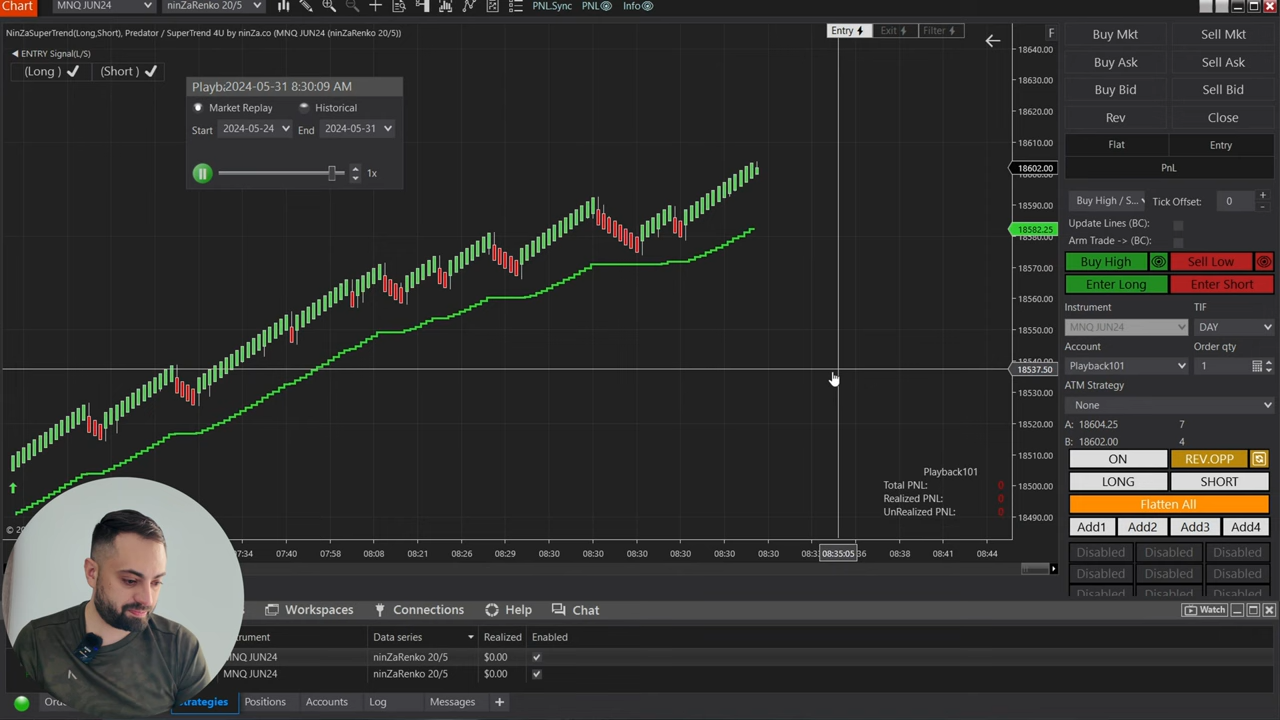 Chart
MNQ JUN24
ninZaRenko 20/5
PNL.Sync
PNL
Info
NinZaSuperTrend(Long,Short), Predator / SuperTrend 4U by ninZa.co (MNQ JUN24 (ninZaRenko 20/5))
Entry
Exit
Filter
F
ENTRY Signal(L/S)
(Long )
(Short )
2024-05-31 8:30:09 AM
Market Replay
Historical
Start
2024-05-24
End
2024-05-31
1x
18640.00
18630.00
18620.00
18610.00
18602.00
18590.00
18582.25
18580.00
18570.00
18560.00
18550.00
18540.00
18537.50
18530.00
18520.00
18510.00
18500.00
18490.00
Playback101
Total PNL:
0
Realized PNL:
0
UnRealized PNL:
0
07:34
07:40
07:58
08:08
08:21
08:29
08:30
08:30
08:30
08:30
08:30
08:35:05
08:38
08:41
08:44
Buy Mkt
Sell Mkt
Buy Ask
Sell Ask
Buy Bid
Sell Bid
Rev
Close
Flat
Entry
PnL
Buy High / S...
Tick Offset:
0
Update Lines (BC):
Arm Trade -> (BC):
Buy High
Sell Low
Enter Long
Enter Short
Instrument
TIF
MNQ JUN24
DAY
Account
Order qty
Playback101
1
ATM Strategy
None
A: 18604.25
7
B: 18602.00
4
ON
REV.OPP
LONG
SHORT
Flatten All
Add1
Add2
Add3
Add4
Disabled
Disabled
Disabled
Disabled
Disabled
Disabled
Workspaces
Connections
Help
Chat
Watch
Data series
Realized
Enabled
MNQ JUN24
ninZaRenko 20/5
$0.00
MNQ JUN24
ninZaRenko 20/5
$0.00
Positions
Accounts
Log
Messages